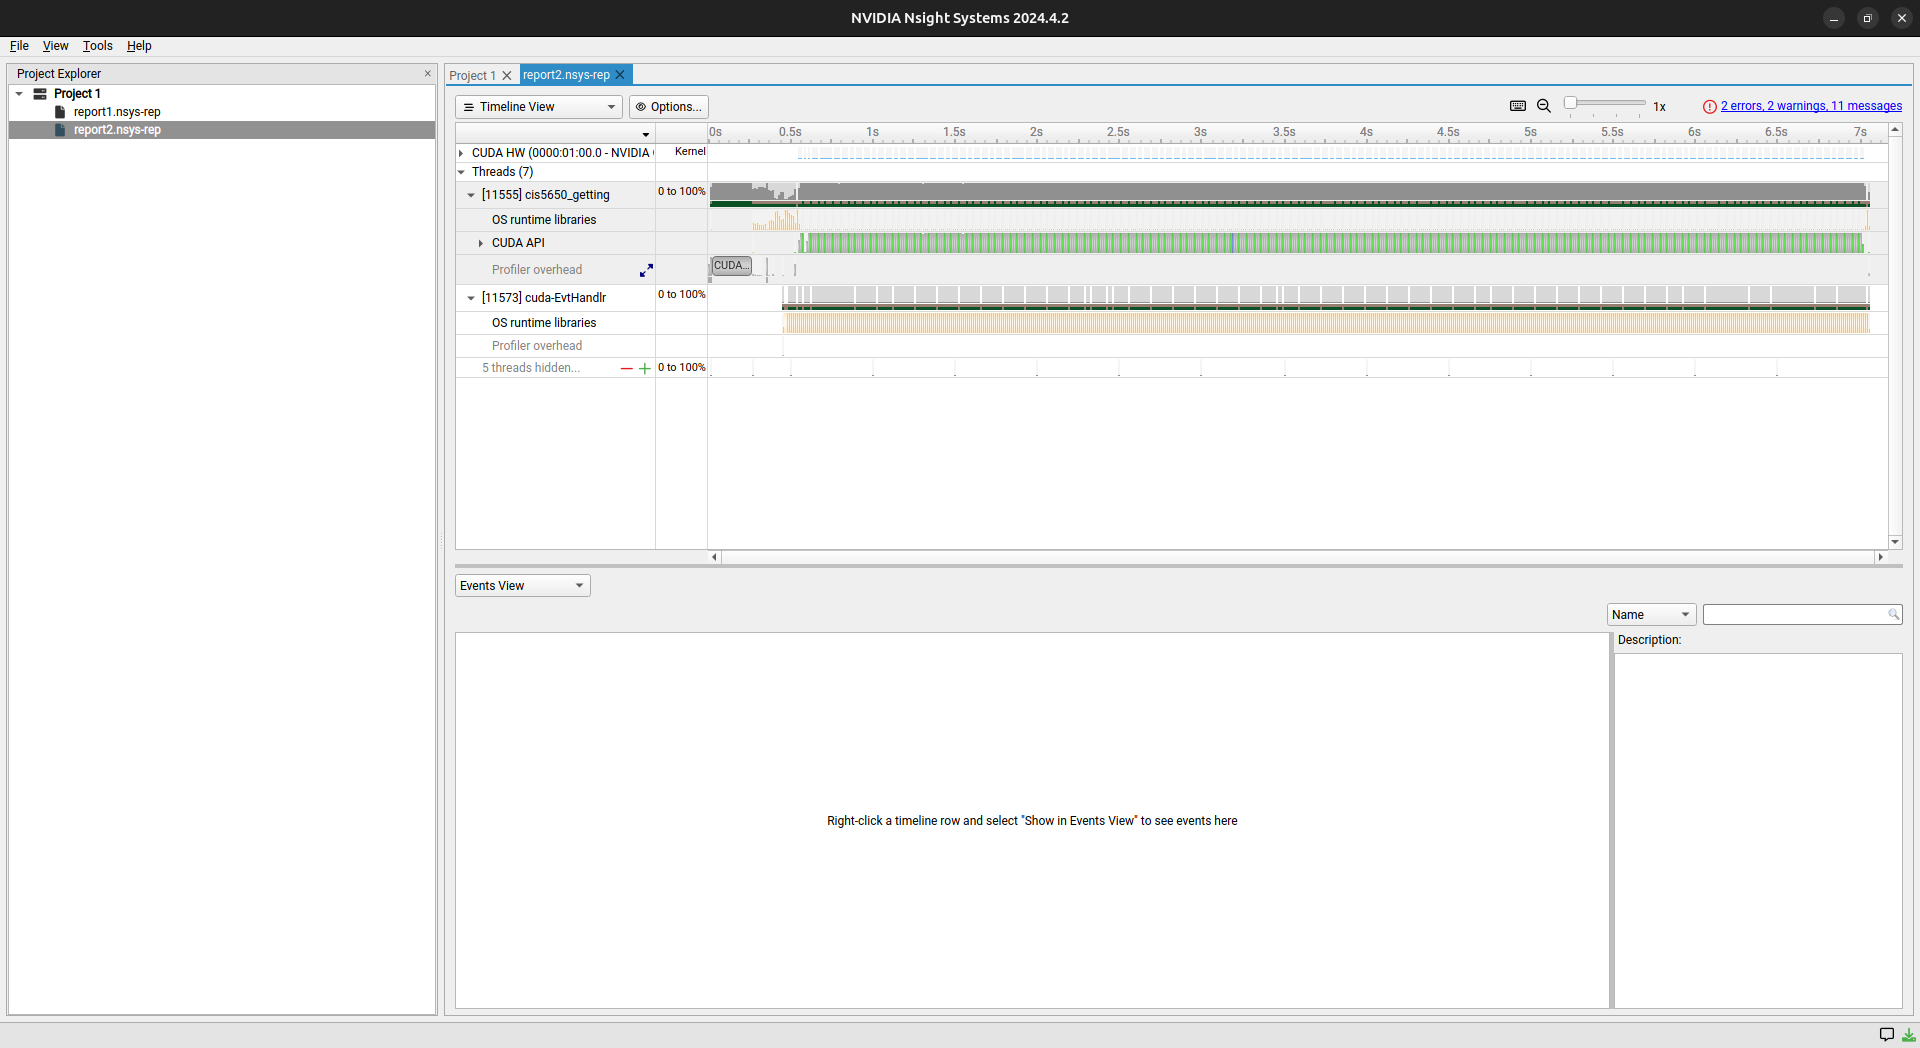 NVIDIA Nsight Systems 2024.4.2
File View Tools Help
Project Explorer
Project 1
report1.nsys-rep
report2.nsys-rep
Project 1 report2.nsys-rep
Timeline View Options... 1x 2 errors, 2 warnings, 11 messages
0s 0.5s 1s 1.5s 2s 2.5s 3s 3.5s 4s 4.5s 5s 5.5s 6s 6.5s 7s
CUDA HW (0000:01:00.0 - NVIDIA Kernel
Threads (7)
[11555] cis5650_getting 0 to 100%
OS runtime libraries
CUDA API
Profiler overhead CUDA...
[11573] cuda-EvtHandlr 0 to 100%
OS runtime libraries
Profiler overhead
5 threads hidden... 0 to 100%
Events View
Name
Description:
Right-click a timeline row and select "Show in Events View" to see events here